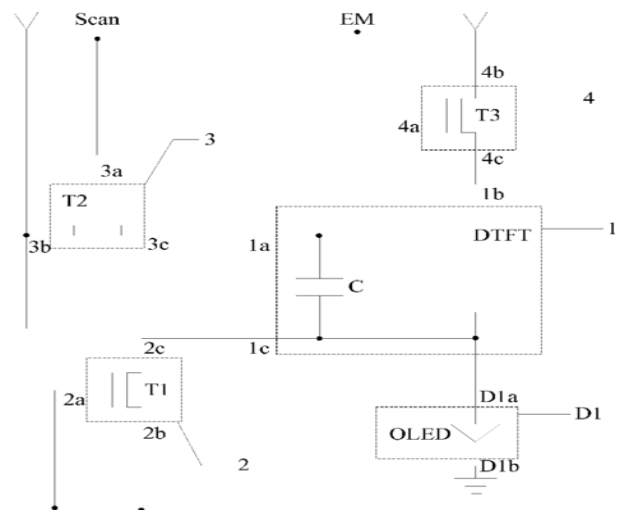 Scan EM
4b
T3 4
4a
4c
3
3a
1b
T2
DTFT 1
3b 3c 1a
C
2c 1c
T1
2a
D1a
D1
2b OLED
2
D1b